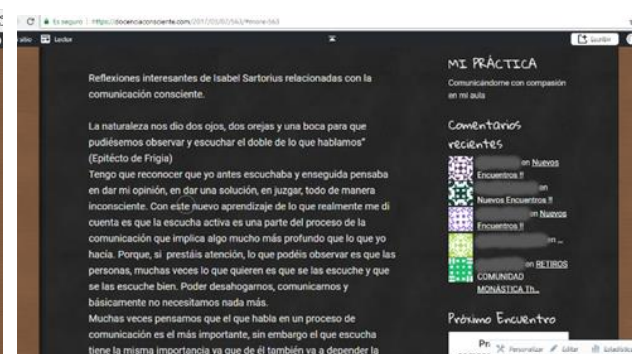 Es seguro | https://docenciaconsciente.com/2017/03/07/563/#more-563
sitio Lector
Escribir
Reflexiones interesantes de Isabel Sartorius relacionadas con la
comunicación consciente.
La naturaleza nos dio dos ojos, dos orejas y una boca para que
pudiésemos observar y escuchar el doble de lo que hablamos"
(Epitécto de Frigia)
Tengo que reconocer que yo antes escuchaba y enseguida pensaba
en dar mi opinión, en dar una solución, en juzgar, todo de manera
inconsciente. Con este nuevo aprendizaje de lo que realmente me di
cuenta es que la escucha activa es una parte del proceso de la
comunicación que implica algo mucho más profundo que lo que yo
hacía. Porque, si prestáis atención, lo que podéis observar es que las
personas, muchas veces lo que quieren es que se las escuche y que
se las escuche bien. Poder desahogarnos, comunicarnos y
básicamente no necesitamos nada más.
Muchas veces pensamos que el que habla en un proceso de
comunicación es el más importante, sin embargo el que escucha
tiene la misma importancia ya que de él también va a depender la
MI PRÁCTICA
Comunicándome con compasión
en mi aula
Comentarios
recientes
on Nuevos
Encuentros !!
on
Nuevos Encuentros !!
on Nuevos
Encuentros !!
on ...
on RETIROS
COMUNIDAD
MONÁSTICA Th...
Próximo Encuentro
Pri
Personalizar Editar Estadísticas